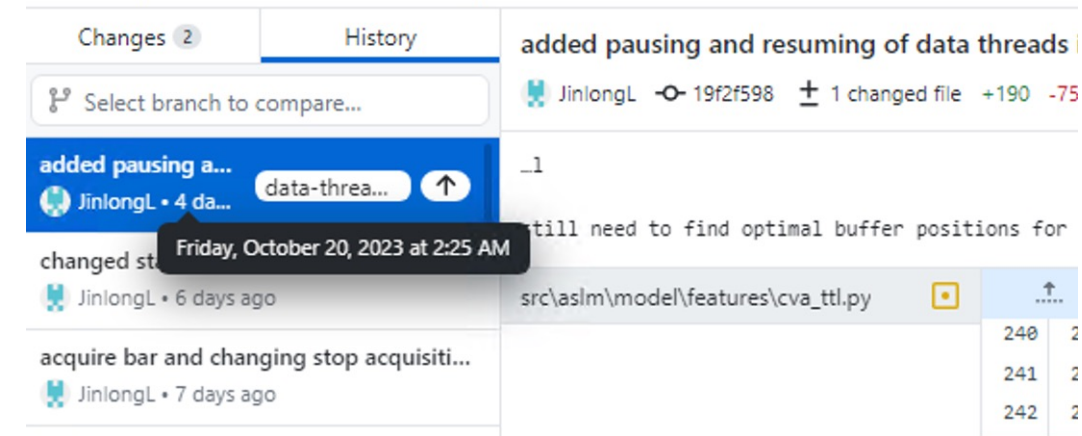 Changes 2
History
Select branch to compare...
added pausing a...
JinlongL • 4 da...
data-threa...
Friday, October 20, 2023 at 2:25 AM
changed st
JinlongL • 6 days ago
acquire bar and changing stop acquisiti...
JinlongL • 7 days ago
added pausing and resuming of data threads
JinlongL 19f2f598 1 changed file +190 -75
…l
till need to find optimal buffer positions for
src\aslm\model\features\cva_ttl.py
240 2
241 2
242 2